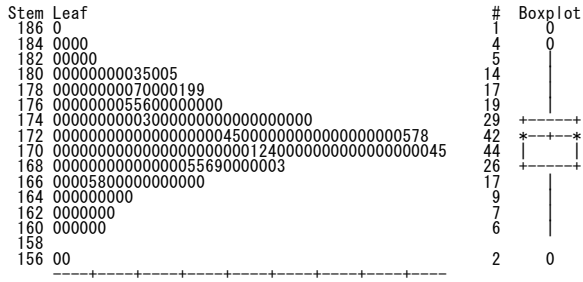 Stem Leaf                                             #  Boxplot
186 0                                                 1     0
184 0000                                              4     0
182 00000                                             5     |
180 00000000035005                                   14     |
178 00000000070000199                                17     |
176 0000000055600000000                              19     |
174 00000000030000000000000000000                    29  +-----+
172 000000000000000000004500000000000000000578       42  *--+--*
170 00000000000000000000001240000000000000000045     44  |     |
168 00000000000000055690000003                       26  +-----+
166 00005800000000000                                17     |
164 000000000                                         9     |
162 0000000                                           7     |
160 000000                                            6     |
158
156 00                                                2     0
----+----+----+----+----+----+----+----+----